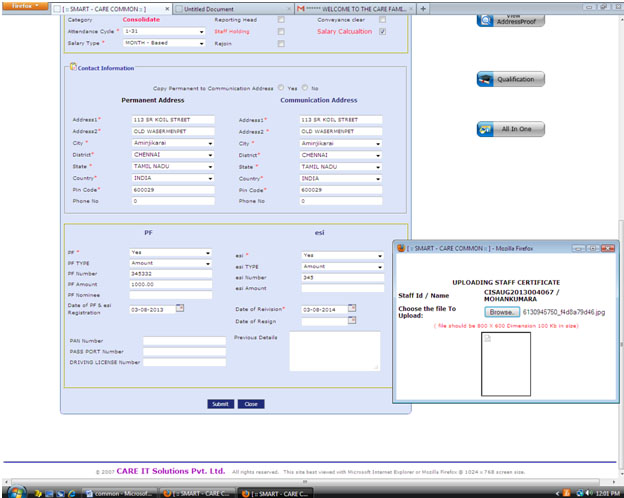 firefox
[ :: SMART - CARE COMMON :: ]
Untitled Document
M ****** WELCOME TO THE CARE FAMIL...
Category Consolidate Reporting Head Conveyance clear
Attendance Cycle * 1-31 Staff Holding Salary Calcualtion
Salary Type * MONTH - Based Rejoin
View
AddressProof
Qualification
All In One
Contact Information
Copy Permanent to Communication Address Yes No
Permanent Address Communication Address
Address1* 113 SR KOIL STREET Address1* 113 SR KOIL STREET
Address2* OLD WASERMENPET Address2 * OLD WASERMENPET
City * Aminjikarai City * Aminjikarai
District* CHENNAI District* CHENNAI
State * TAMIL NADU State * TAMIL NADU
Country* INDIA Country* INDIA
Pin Code* 600029 Pin Code* 600029
Phone No 0 Phone No 0
PF esi
PF * Yes esi * Yes
PF TYPE Amount esi TYPE Amount
PF Number 345332 esi Number 345
PF Amount 1000.00 esi Amount
PF Nominee
Date of PF & esi
Registration 03-08-2013 Date of Reivision* 03-08-2014
Date of Resign
PAN Number Previous Details
PASS PORT Number
DRIVING LICENSE Number
Submit Close
[ :: SMART - CARE COMMON :: ] - Mozilla Firefox
UPLOADING STAFF CERTIFICATE
Staff Id / Name CISAUG2013004067 /
MOHANKUMARA
Choose the file To
Upload: Browse.. 6130945750_f4d8a79d46.jpg
( file should be 800 X 600 Dimension 100 Kb in size)
© 2007 CARE IT Solutions Pvt. Ltd. All rights reserved. This site best viewed with Microsoft Internet Explorer or Mozilla Firefox @ 1024 x 768 screen size.
common - Microsof...
[ :: SMART - CARE C...
[ :: SMART - CARE C...
12:01 PM